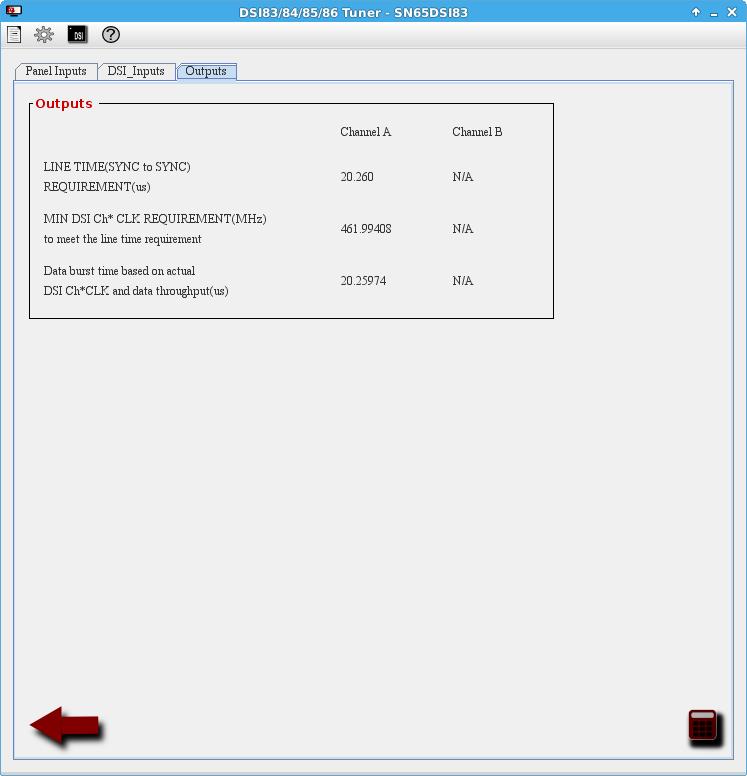 DSI83/84/85/86 Tuner - SN65DSI83
DSI
?
Panel Inputs DSI_Inputs Outputs
Outputs
Channel A Channel B
LINE TIME(SYNC to SYNC)
REQUIREMENT(us)
20.260 N/A
MIN DSI Ch* CLK REQUIREMENT(MHz)
to meet the line time requirement
461.99408 N/A
Data burst time based on actual
DSI Ch*CLK and data throughput(us)
20.25974 N/A